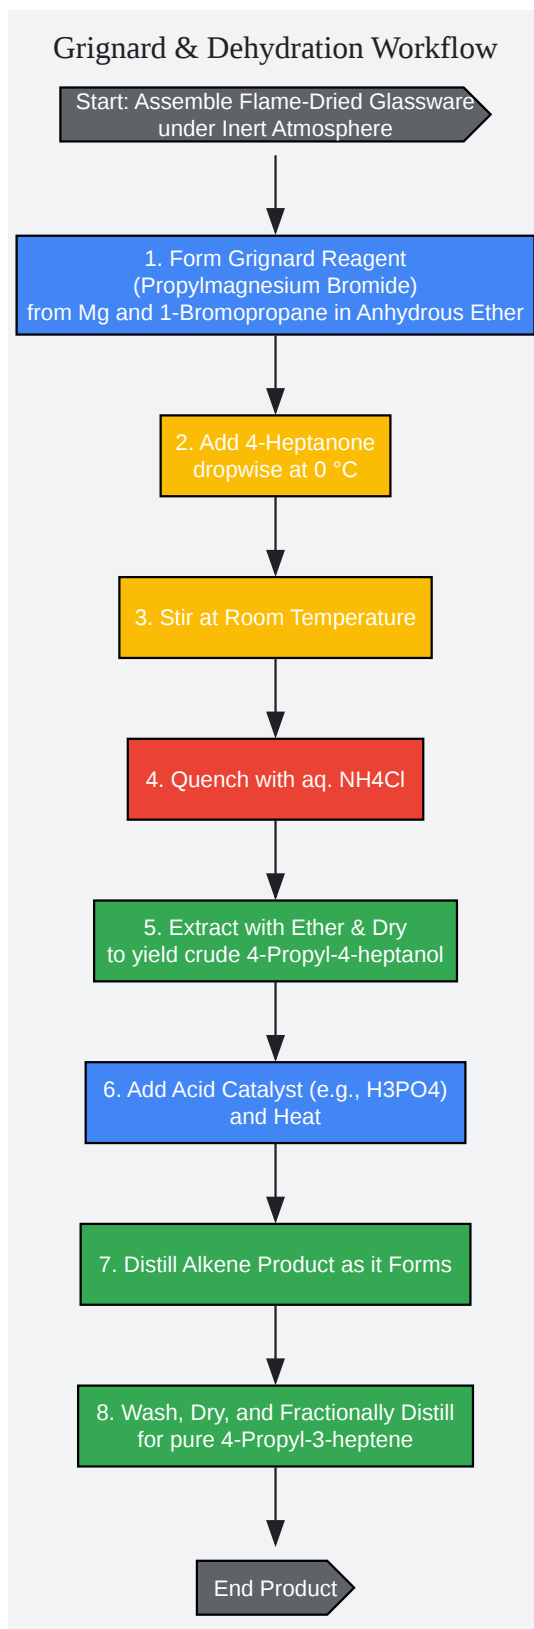 Grignard & Dehydration Workflow
Start: Assemble Flame-Dried Glassware
under Inert Atmosphere
1. Form Grignard Reagent
(Propylmagnesium Bromide)
from Mg and 1-Bromopropane in Anhydrous Ether
2. Add 4-Heptanone
dropwise at 0 °C
3. Stir at Room Temperature
4. Quench with aq. NH4Cl
5. Extract with Ether & Dry
to yield crude 4-Propyl-4-heptanol
6. Add Acid Catalyst (e.g., H3PO4)
and Heat
7. Distill Alkene Product as it Forms
8. Wash, Dry, and Fractionally Distill
for pure 4-Propyl-3-heptene
End Product